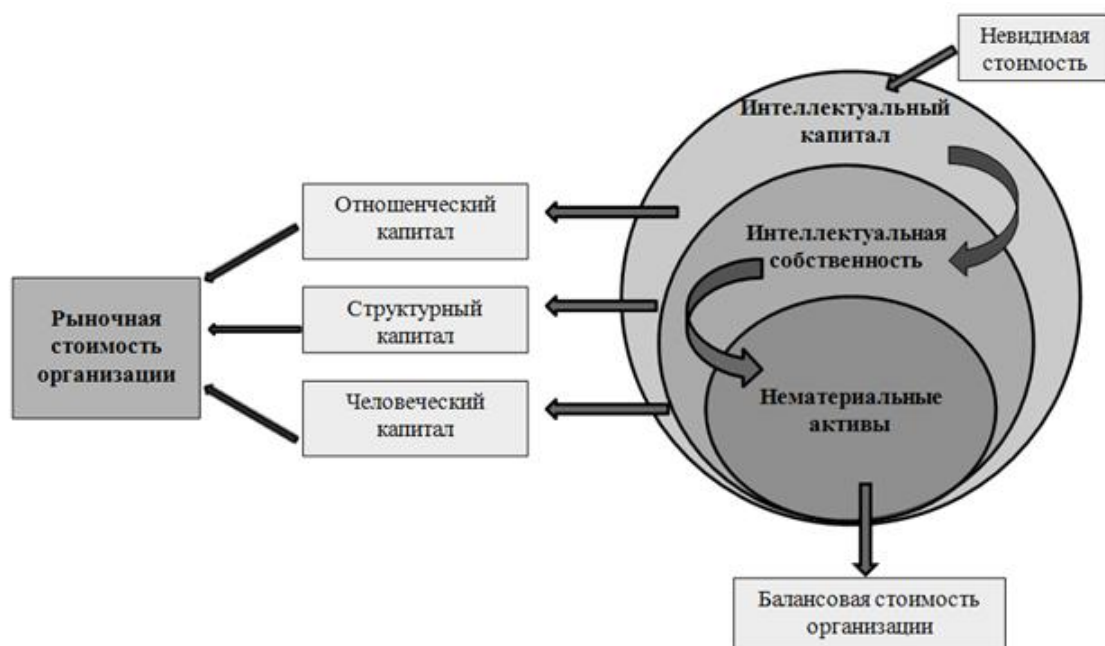 Невидимая
стоимость
Интеллектуальный
капитал
Отношенческий
капитал
Интеллектуальная
собственность
Рыночная
стоимость
организации
Структурный
капитал
Человеческий
капитал
Нематериальные
активы
Балансовая стоимость
организации